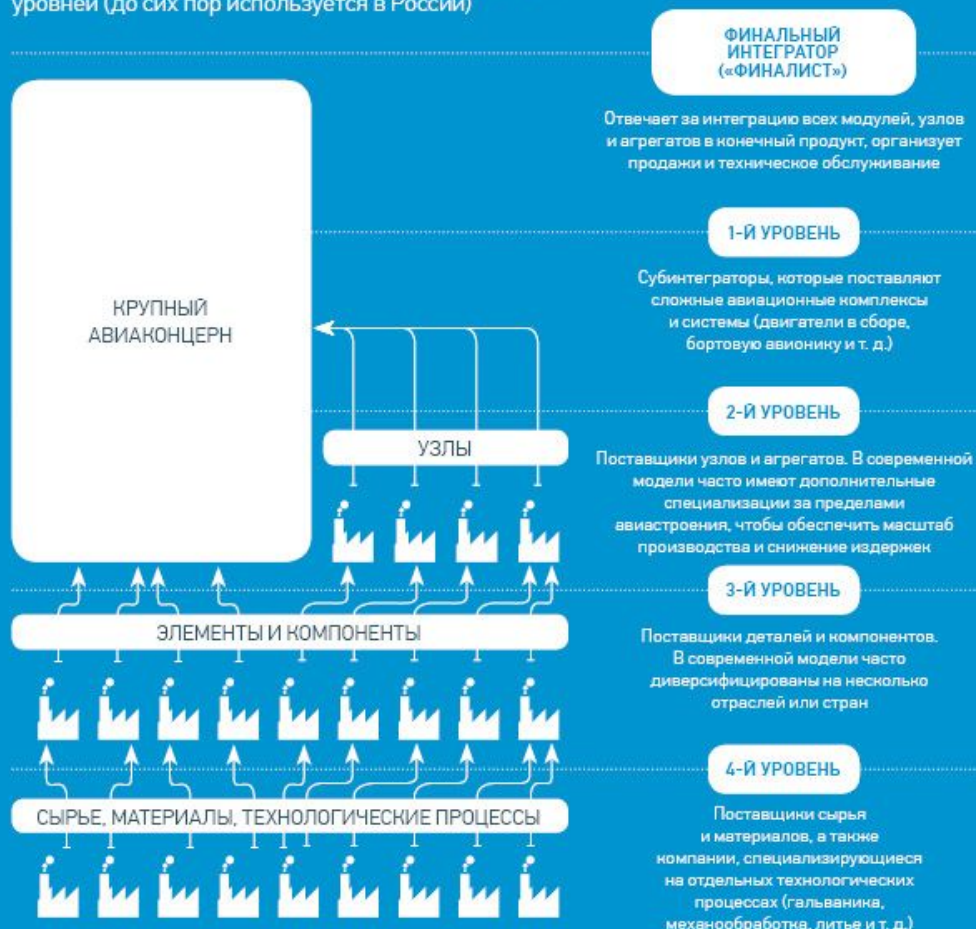 уровней (до сих пор используется в России)
ФИНАЛЬНЫЙ
ИНТЕГРАТОР
(«ФИНАЛИСТ»)
Отвечает за интеграцию всех модулей, узлов
и агрегатов в конечный продукт, организует
продажи и техническое обслуживание
1-Й УРОВЕНЬ
Субинтеграторы, которые поставляют
сложные авиационные комплексы
и системы (двигатели в сборе,
бортовую авионику и т. д.)
КРУПНЫЙ
АВИАКОНЦЕРН
2-Й УРОВЕНЬ
УЗЛЫ
Поставщики узлов и агрегатов. В современной
модели часто имеют дополнительные
специализации за пределами
авиастроения, чтобы обеспечить масштаб
производства и снижение издержек
3-Й УРОВЕНЬ
ЭЛЕМЕНТЫ И КОМПОНЕНТЫ
Поставщики деталей и компонентов.
В современной модели часто
диверсифицированы на несколько
отраслей или стран
4-Й УРОВЕНЬ
СЫРЬЕ, МАТЕРИАЛЫ, ТЕХНОЛОГИЧЕСКИЕ ПРОЦЕССЫ
Поставщики сырья
и материалов, а также
компании, специализирующиеся
на отдельных технологических
процессах (гальваника,
механообработка, литье и т. д.)